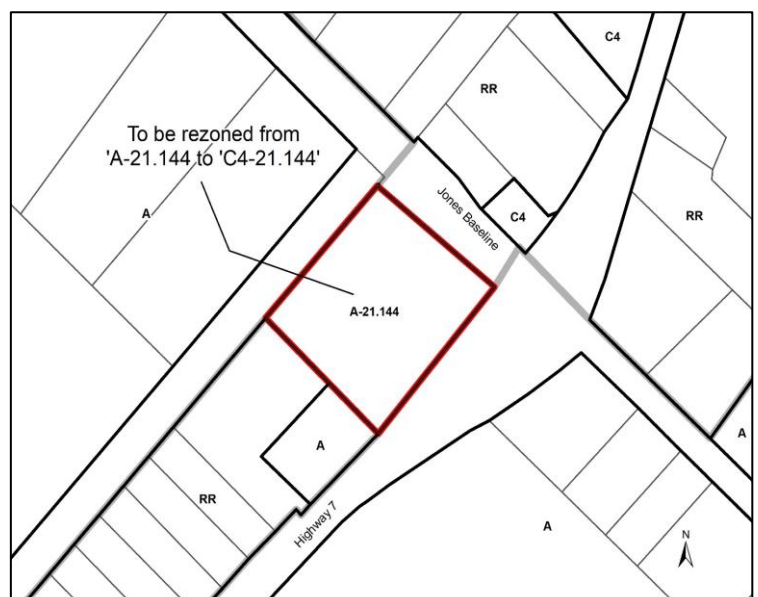 C4
RR
To be rezoned from
'A-21.144 to 'C4-21.144'
A
Jones Baseline
C4
RR
A-21.144
A
A
RR
Highway 7
A
N